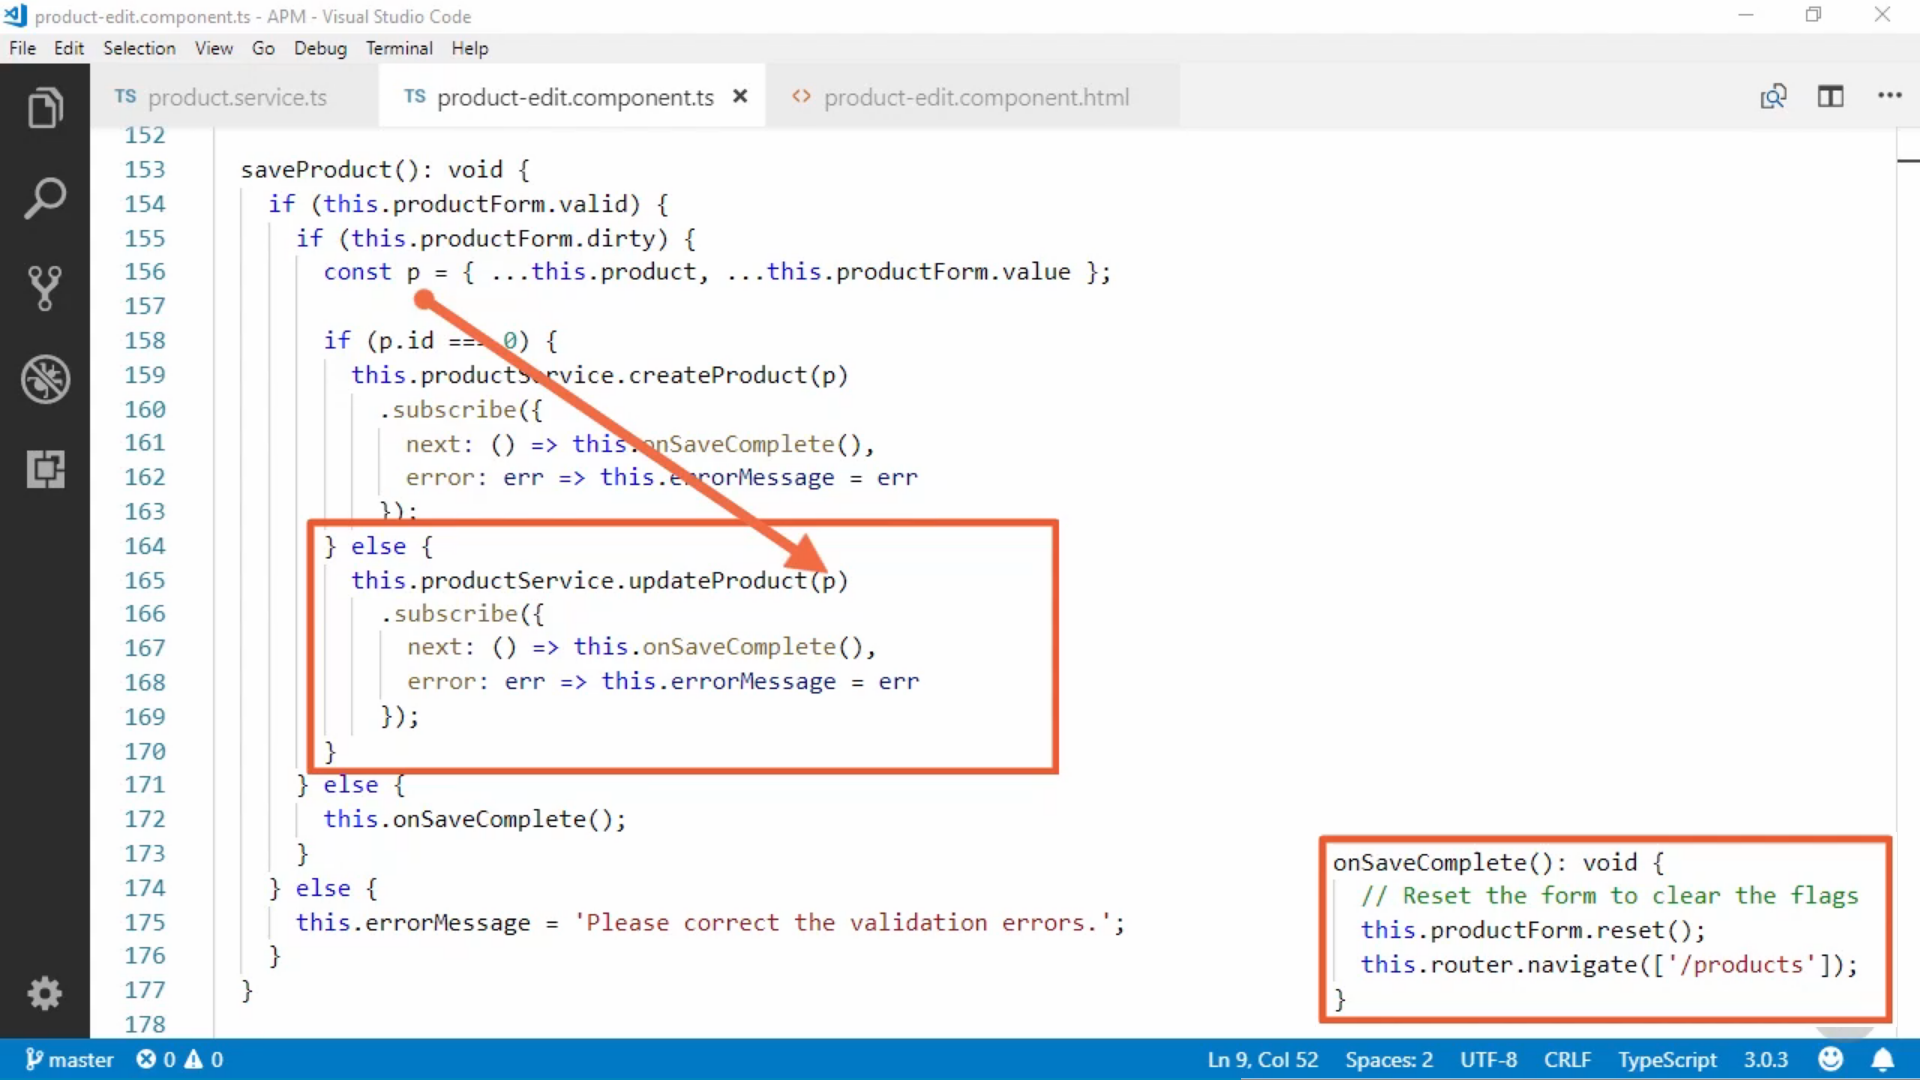 product-edit.component.ts - APM - Visual Studio Code
File Edit Selection View Go Debug Terminal Help
TS product.service.ts TS product-edit.component.ts × <> product-edit.component.html
152
153 saveProduct(): void {
154 if (this.productForm.valid) {
155 if (this.productForm.dirty) {
156 const p = { ...this.product, ...this.productForm.value };
157
158 if (p.id === 0) {
159 this.productService.createProduct(p)
160 .subscribe({
161 next: () => this.onSaveComplete(),
162 error: err => this.errorMessage = err
163 });
164 } else {
165 this.productService.updateProduct(p)
166 .subscribe({
167 next: () => this.onSaveComplete(),
168 error: err => this.errorMessage = err
169 });
170 }
171 } else {
172 this.onSaveComplete();
173 }
174 } else {
175 this.errorMessage = 'Please correct the validation errors.';
176 }
177 }
178
onSaveComplete(): void {
// Reset the form to clear the flags
this.productForm.reset();
this.router.navigate(['/products']);
}
master 0 0 Ln 9, Col 52 Spaces: 2 UTF-8 CRLF TypeScript 3.0.3